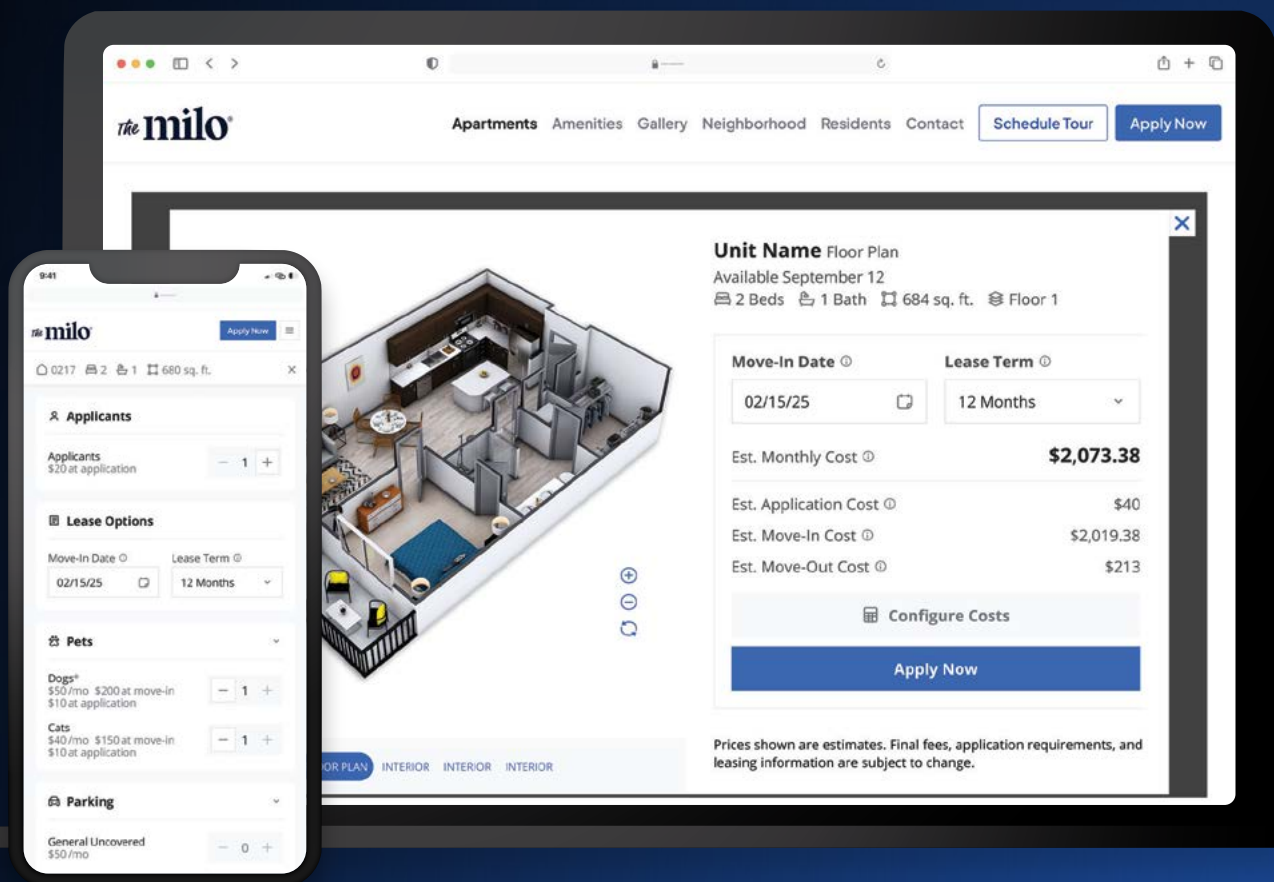 The milo
Apartments Amenities Gallery Neighborhood Residents Contact Schedule Tour Apply Now
Unit Name Floor Plan
Available September 12
2 Beds 1 Bath 684 sq. ft. Floor 1
Move-In Date Lease Term
02/15/25 12 Months
Est. Monthly Cost $2,073.38
Est. Application Cost $40
Est. Move-In Cost $2,019.38
Est. Move-Out Cost $213
Configure Costs
Apply Now
Prices shown are estimates. Final fees, application requirements, and
leasing information are subject to change.
OOR PLAN INTERIOR INTERIOR INTERIOR
9:41
The milo Apply Now
0217 2 1 680 sq. ft.
Applicants
Applicants
$20 at application
1
Lease Options
Move-In Date Lease Term
02/15/25 12 Months
Pets
Dogs*
$50/mo $200 at move-in
$10 at application
1
Cats
$40/mo $150 at move-in
$10 at application
1
Parking
General Uncovered
$50/mo
0